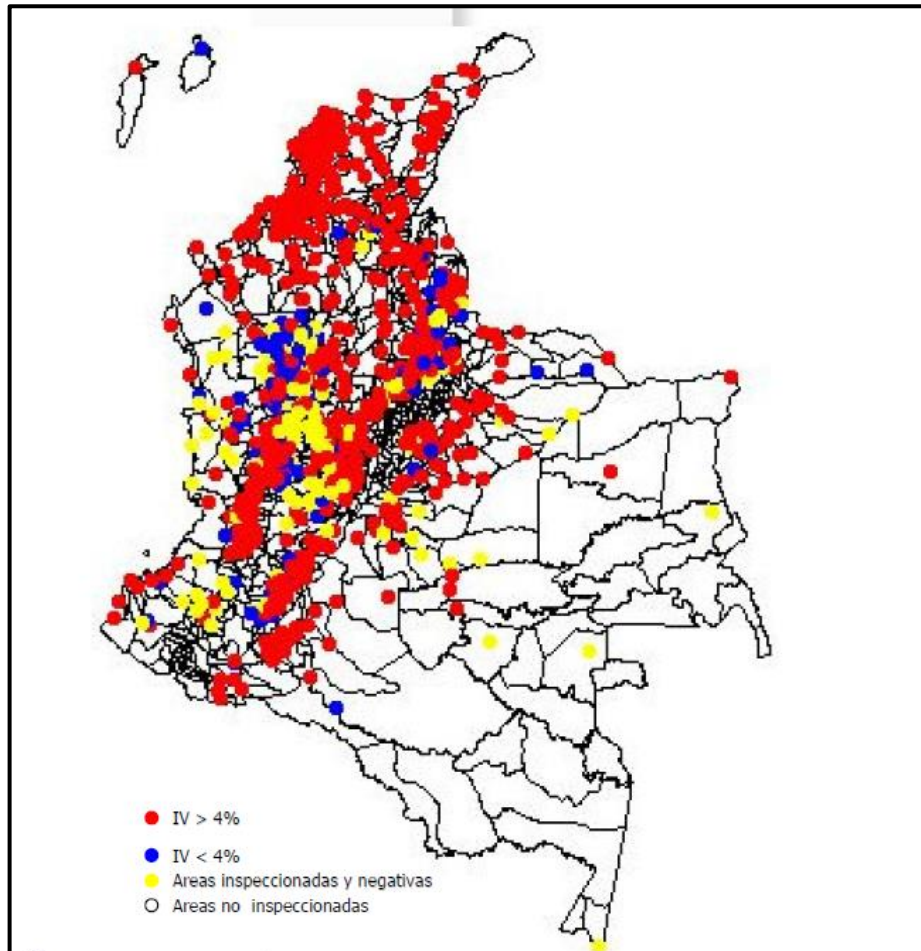 IV > 4%
IV < 4%
Areas inspeccionadas y negativas
Areas no inspeccionadas